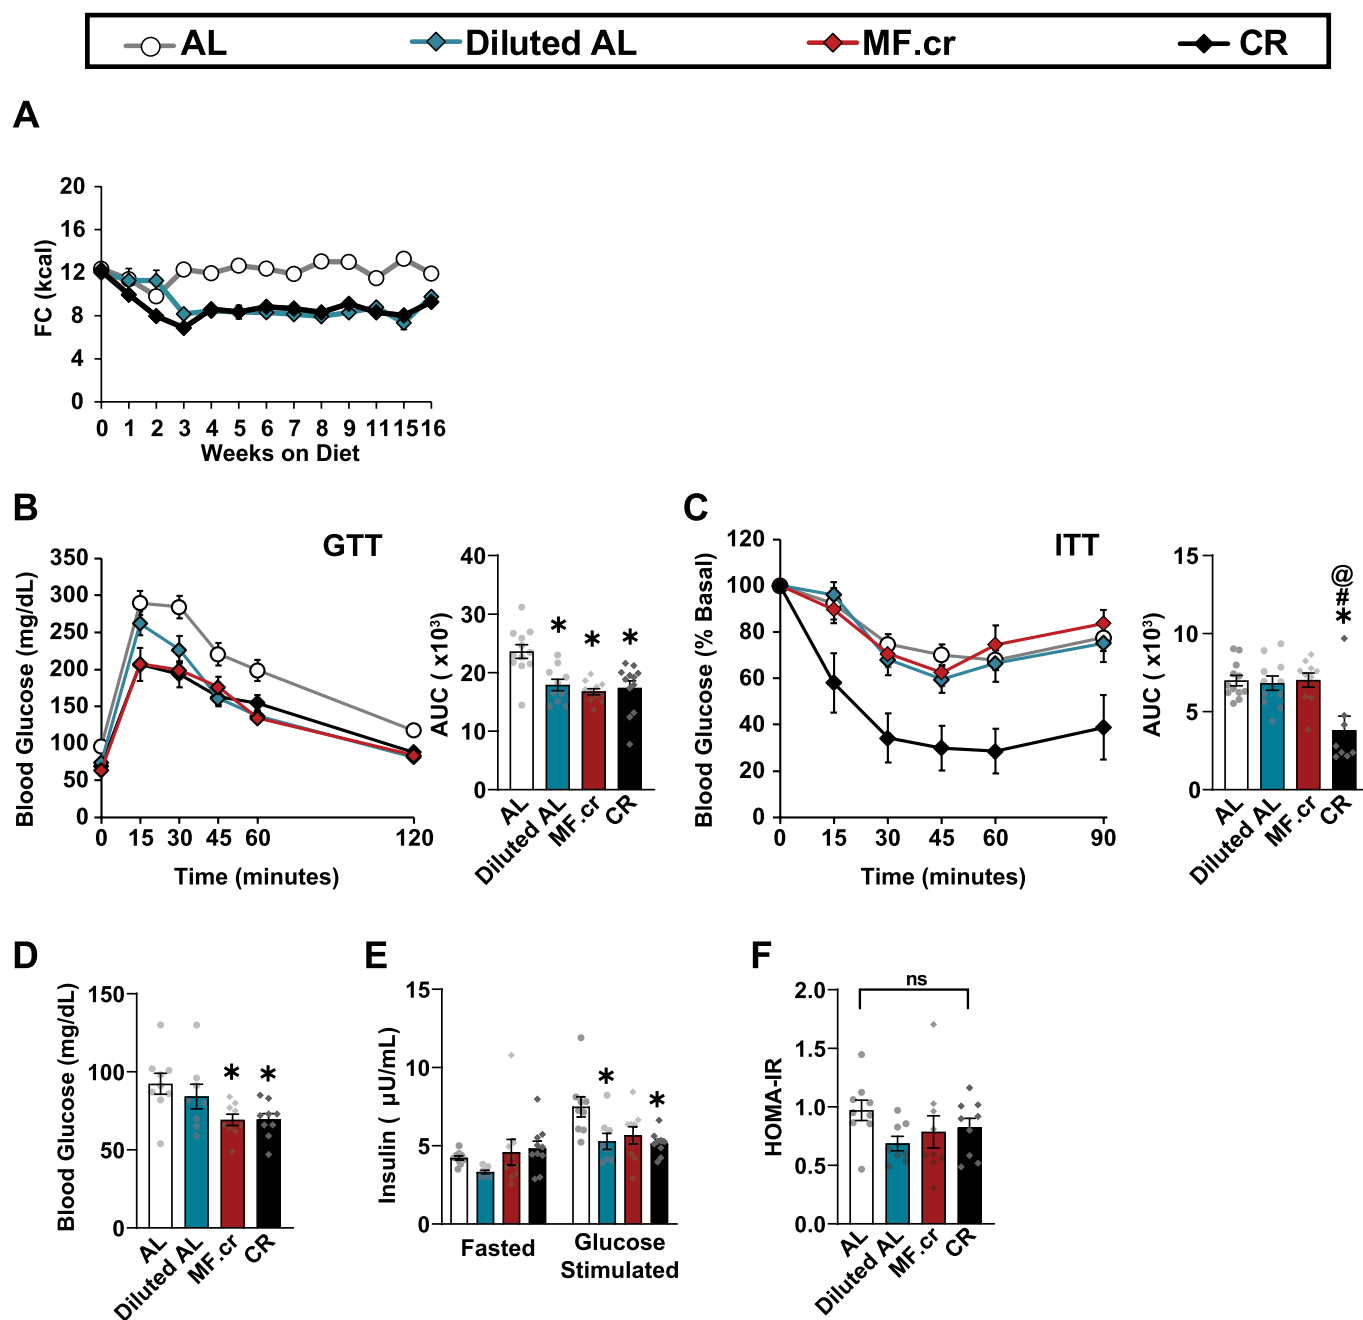 AL Diluted AL MF.cr CR
A
20
16
12
8
4
0
FC (kcal)
0 1 2 3 4 5 6 7 8 9 11 15 16
Weeks on Diet
B
GTT
350
300
250
200
150
100
50
0
Blood Glucose (mg/dL)
0 15 30 45 60 120
Time (minutes)
40
30
20
10
0
AUC ( x10³)
* * *
AL Diluted AL MF.cr CR
C
ITT
120
100
80
60
40
20
0
Blood Glucose (% Basal)
0 15 30 45 60 90
Time (minutes)
15
10
5
0
AUC ( x10³)
@
#
*
AL Diluted AL MF.cr CR
D
150
100
50
0
Blood Glucose (mg/dL)
* *
AL Diluted AL MF.cr CR
E
15
10
5
0
Insulin ( µU/mL)
* *
Fasted
Glucose
Stimulated
F
ns
2.0
1.5
1.0
0.5
0.0
HOMA-IR
AL Diluted AL MF.cr CR